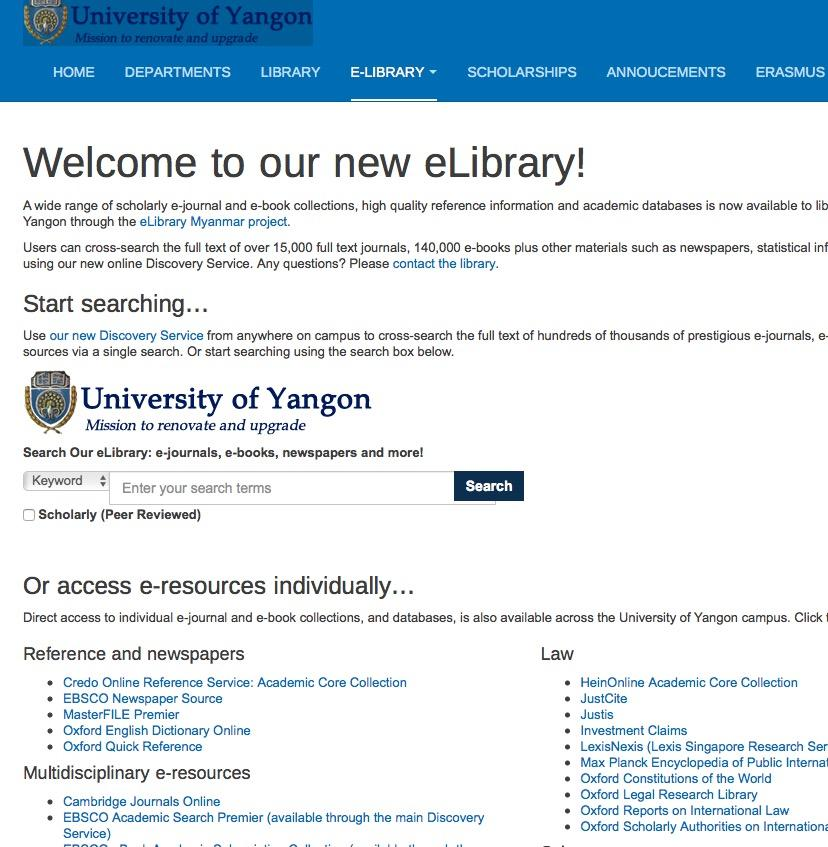 University of Yangon
Mission to renovate and upgrade
HOME DEPARTMENTS LIBRARY E-LIBRARY SCHOLARSHIPS ANNOUCEMENTS ERASMUS
Welcome to our new eLibrary!
A wide range of scholarly e-journal and e-book collections, high quality reference information and academic databases is now available to lib
Yangon through the eLibrary Myanmar project.
Users can cross-search the full text of over 15,000 full text journals, 140,000 e-books plus other materials such as newspapers, statistical inf
using our new online Discovery Service. Any questions? Please contact the library.
Start searching...
Use our new Discovery Service from anywhere on campus to cross-search the full text of hundreds of thousands of prestigious e-journals, e-
sources via a single search. Or start searching using the search box below.
University of Yangon
Mission to renovate and upgrade
Search Our eLibrary: e-journals, e-books, newspapers and more!
Keyword Enter your search terms Search
Scholarly (Peer Reviewed)
Or access e-resources individually...
Direct access to individual e-journal and e-book collections, and databases, is also available across the University of Yangon campus. Click t
Reference and newspapers
Credo Online Reference Service: Academic Core Collection
EBSCO Newspaper Source
MasterFILE Premier
Oxford English Dictionary Online
Oxford Quick Reference
Multidisciplinary e-resources
Cambridge Journals Online
EBSCO Academic Search Premier (available through the main Discovery
Service)
Law
HeinOnline Academic Core Collection
JustCite
Justis
Investment Claims
LexisNexis (Lexis Singapore Research Ser
Max Planck Encyclopedia of Public Internat
Oxford Constitutions of the World
Oxford Legal Research Library
Oxford Reports on International Law
Oxford Scholarly Authorities on Internationa